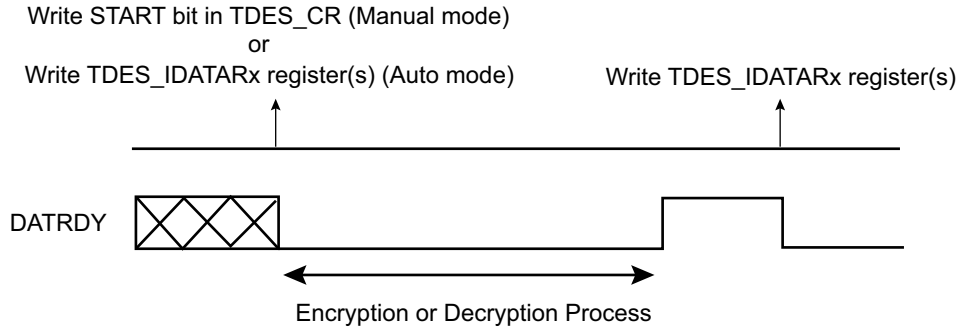 Write START bit in TDES_CR (Manual mode)
or
Write TDES_IDATARx register(s) (Auto mode)
Write TDES_IDATARx register(s)
DATRDY
Encryption or Decryption Process